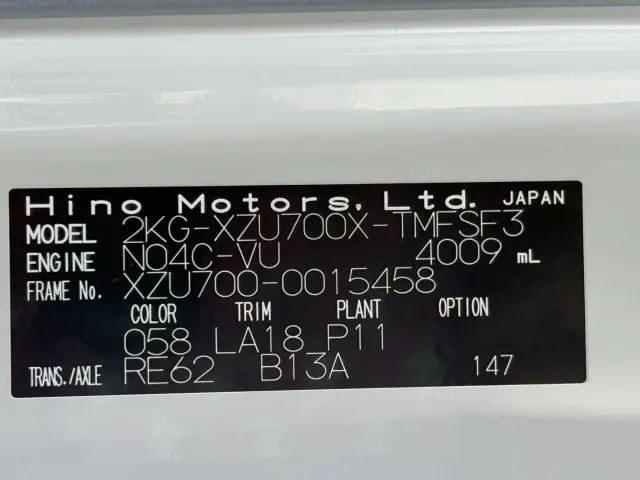 Hino Motors, Ltd. JAPAN
MODEL 2KG-XZU700X-TMFSF3
ENGINE N04C-VU 4009 mL
FRAME No. XZU700-0015458
COLOR TRIM PLANT OPTION
058 LA18 P11
TRANS./AXLE RE62 B13A 147